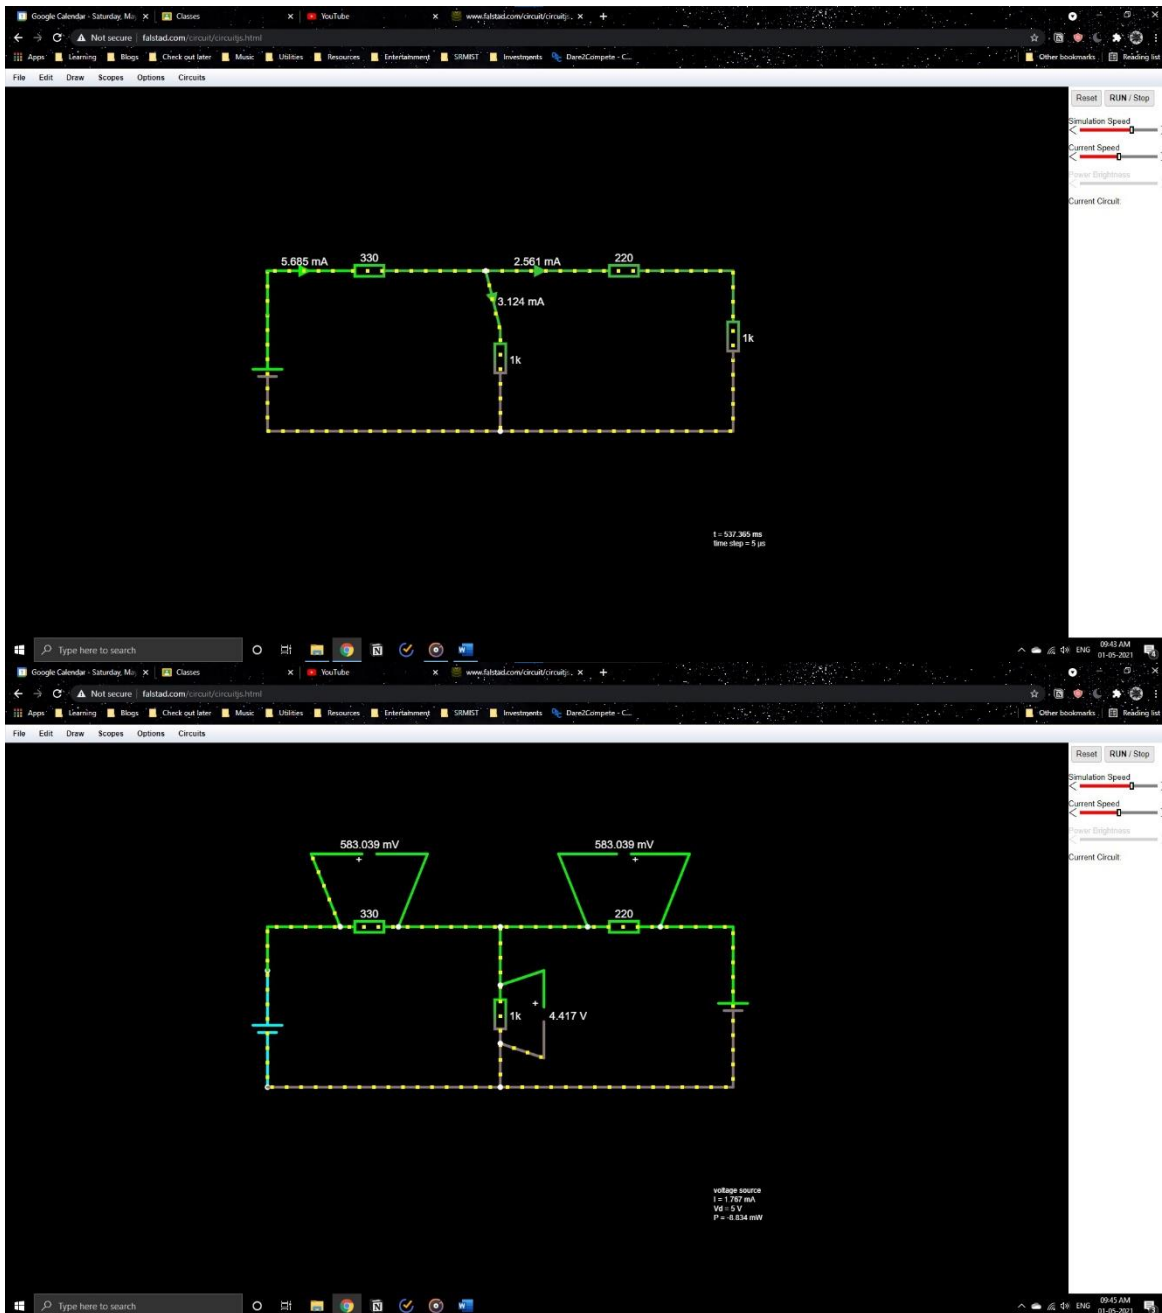 Google Calendar - Saturday, Ma
Classes
YouTube
www.falstad.com/circuit/circuitjs.
Not secure | falstad.com/circuit/circuitjs.html
Apps Learning Blogs Check out later Music Utilities Resources Entertainment SRMIST Investments Dare2Compete - C... Other bookmarks Reading list
File Edit Draw Scopes Options Circuits
Reset RUN / Stop
Simulation Speed
Current Speed
Power Brightness
Current Circuit:
5.685 mA 330 2.561 mA 220
3.124 mA
1k
1k
t = 537.365 ms
time step = 5 µs
Type here to search
ENG 09:43 AM
01-05-2021
Google Calendar - Saturday, Ma
Classes
YouTube
www.falstad.com/circuit/circuitjs.
Not secure | falstad.com/circuit/circuitjs.html
Apps Learning Blogs Check out later Music Utilities Resources Entertainment SRMIST Investments Dare2Compete - C... Other bookmarks Reading list
File Edit Draw Scopes Options Circuits
Reset RUN / Stop
Simulation Speed
Current Speed
Power Brightness
Current Circuit:
583.039 mV 583.039 mV
+ +
330 220
+
1k 4.417 V
voltage source
I = 1.767 mA
Vd = 5 V
P = -8.834 mW
Type here to search
ENG 09:45 AM
01-05-2021